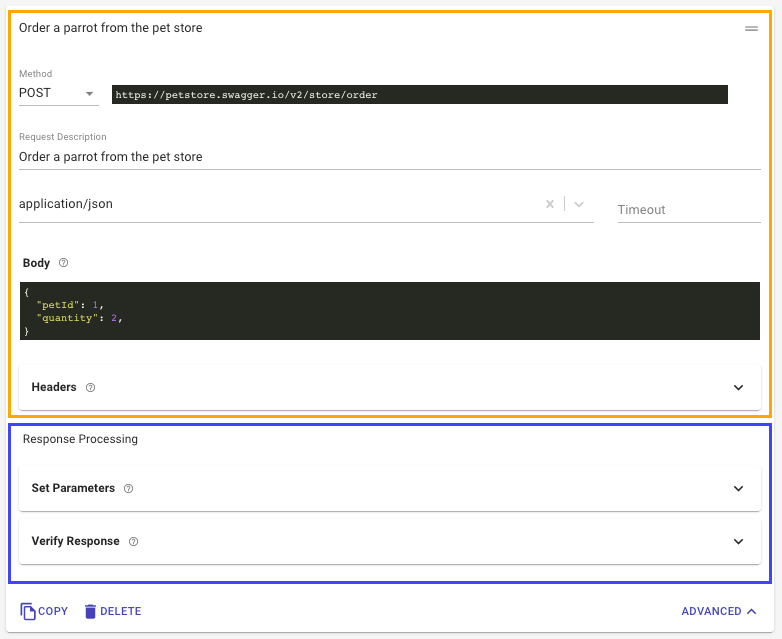 Order a parrot from the pet store
Method
POST
https://petstore.swagger.io/v2/store/order
Request Description
Order a parrot from the pet store
application/json
Timeout
Body
{
"petId": 1,
"quantity": 2,
}
Headers
Response Processing
Set Parameters
Verify Response
COPY DELETE ADVANCED